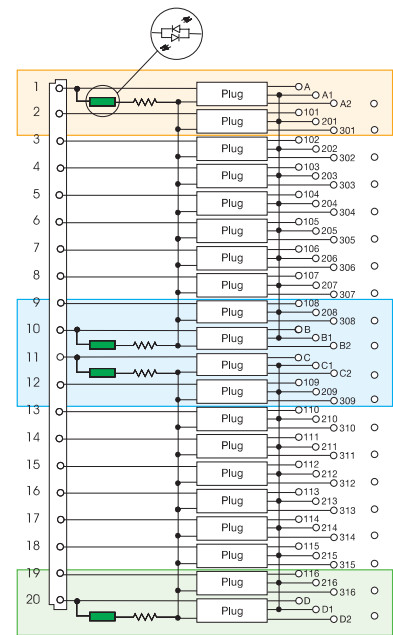 1 Plug A
A1
A2
2 Plug 101
201
301
3 Plug 102
202
302
4 Plug 103
203
303
5 Plug 104
204
304
6 Plug 105
205
305
7 Plug 106
206
306
8 Plug 107
207
307
9 Plug 108
208
308
10 Plug B
B1
B2
11 Plug C
C1
C2
12 Plug 109
209
309
13 Plug 110
210
310
14 Plug 111
211
311
15 Plug 112
212
312
16 Plug 113
213
313
17 Plug 114
214
314
18 Plug 115
215
315
19 Plug 116
216
316
20 Plug D
D1
D2